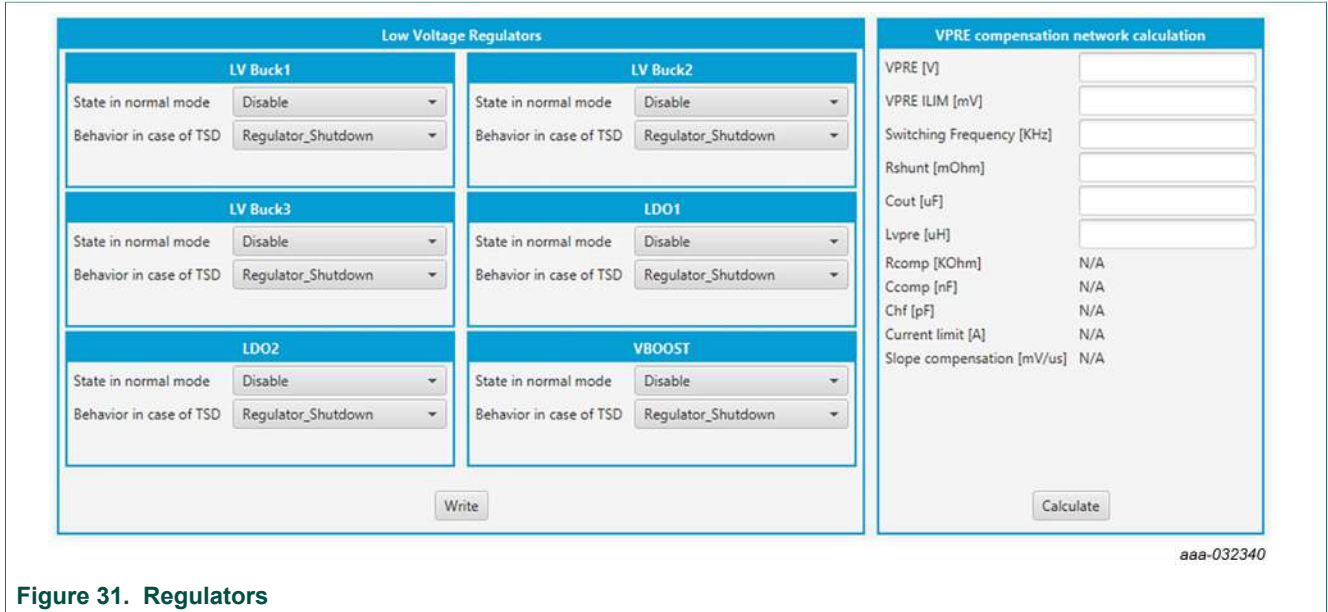 Low Voltage Regulators
LV Buck1
State in normal mode Disable
Behavior in case of TSD Regulator_Shutdown
LV Buck2
State in normal mode Disable
Behavior in case of TSD Regulator_Shutdown
LV Buck3
State in normal mode Disable
Behavior in case of TSD Regulator_Shutdown
LDO1
State in normal mode Disable
Behavior in case of TSD Regulator_Shutdown
LDO2
State in normal mode Disable
Behavior in case of TSD Regulator_Shutdown
VBOOST
State in normal mode Disable
Behavior in case of TSD Regulator_Shutdown
Write
VPRE compensation network calculation
VPRE [V]
VPRE ILIM [mV]
Switching Frequency [KHz]
Rshunt [mOhm]
Cout [uF]
Lvpre [uH]
Rcomp [KOhm] N/A
Ccomp [nF] N/A
Chf [pF] N/A
Current limit [A] N/A
Slope compensation [mV/us] N/A
Calculate
aaa-032340
Figure 31. Regulators